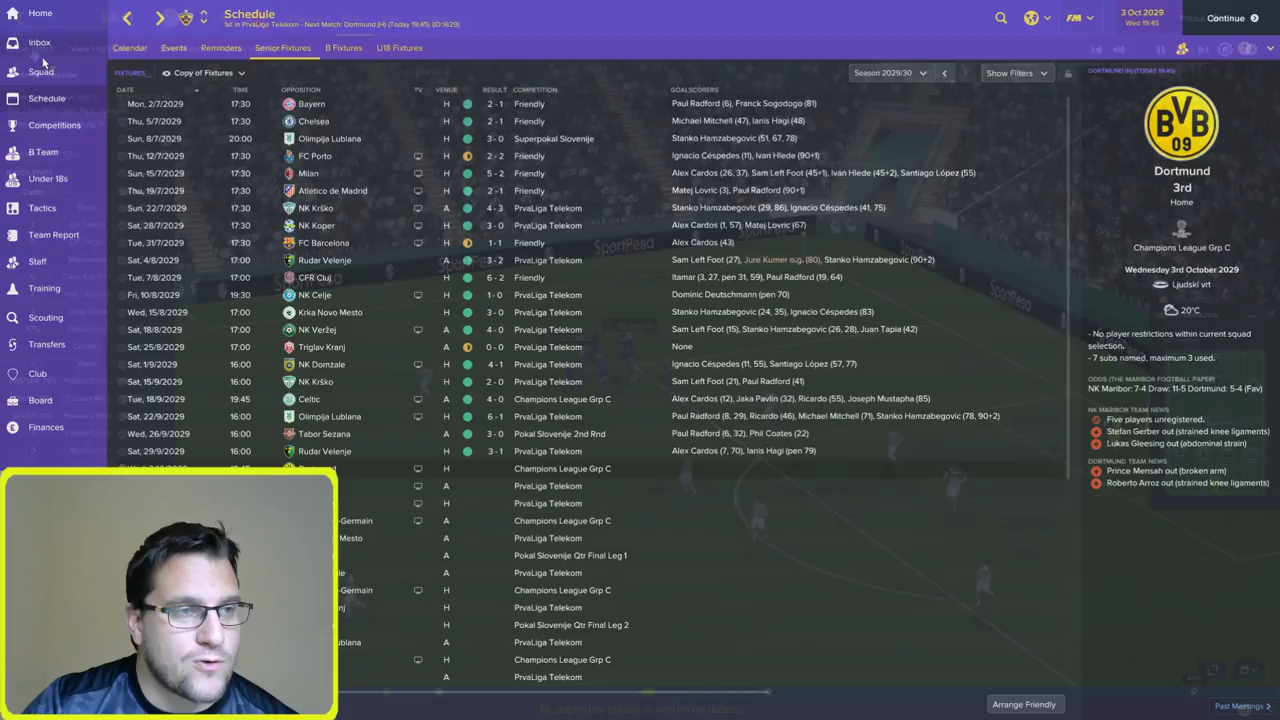 Home
Inbox
Squad
Schedule
Competitions
B Team
Under 18s
Tactics
Team Report
Staff
Training
Scouting
Transfers
Club
Board
Finances
Schedule
1st in PrvaLiga Telekom - Next Match: Dortmund (H) (Today 19:45) (ID:1629)
FM
3 Oct 2029
Wed 19:45
Continue
Calendar Events Reminders Senior Fixtures B Fixtures U18 Fixtures
FIXTURES Copy of Fixtures Season 2029/30 Show Filters
DATE TIME OPPOSITION TV VENUE RESULT COMPETITION GOALSCORERS
Mon, 2/7/2029 17:30 Bayern H 2 - 1 Friendly Paul Radford (6), Franck Sogodogo (81)
Thu, 5/7/2029 17:30 Chelsea H 2 - 1 Friendly Michael Mitchell (47), Ianis Hagi (48)
Sun, 8/7/2029 20:00 Olimpija Lublana H 3 - 0 Superpokal Slovenije Stanko Hamzabegovic (51, 67, 78)
Thu, 12/7/2029 17:30 FC Porto H 2 - 2 Friendly Ignacio Céspedes (11), Ivan Hlede (90+1)
Sun, 15/7/2029 17:30 Milan H 5 - 2 Friendly Alex Cardos (26, 37), Sam Left Foot (45+1), Ivan Hlede (45+2), Santiago López (55)
Thu, 19/7/2029 17:30 Atlético de Madrid H 2 - 1 Friendly Matej Lovric (3), Paul Radford (90+1)
Sun, 22/7/2029 17:30 NK Krško A 4 - 3 PrvaLiga Telekom Stanko Hamzabegovic (29, 86), Ignacio Céspedes (41, 75)
Sat, 28/7/2029 17:30 NK Koper H 3 - 0 PrvaLiga Telekom Alex Cardos (1, 57), Matej Lovric (67)
Tue, 31/7/2029 17:30 FC Barcelona H 1 - 1 Friendly Alex Cardos (43)
Sat, 4/8/2029 17:00 Rudar Velenje A 3 - 2 PrvaLiga Telekom Sam Left Foot (27), Jure Kumer o.g. (80), Stanko Hamzabegovic (90+2)
Tue, 7/8/2029 17:00 CFR Cluj H 6 - 2 Friendly Itamar (3, 27, pen 31, 59), Paul Radford (19, 64)
Fri, 10/8/2029 19:30 NK Celje H 1 - 0 PrvaLiga Telekom Dominic Deutschmann (pen 70)
Wed, 15/8/2029 17:00 Krka Novo Mesto H 3 - 0 PrvaLiga Telekom Stanko Hamzabegovic (24, 35), Ignacio Céspedes (83)
Sat, 18/8/2029 17:00 NK Veržej A 4 - 0 PrvaLiga Telekom Sam Left Foot (15), Stanko Hamzabegovic (26, 28), Juan Tapia (42)
Sat, 25/8/2029 17:00 Triglav Kranj A 0 - 0 PrvaLiga Telekom None
Sat, 1/9/2029 16:00 NK Domžale H 4 - 1 PrvaLiga Telekom Ignacio Céspedes (11, 55), Santiago López (57, 77)
Sat, 15/9/2029 16:00 NK Krško H 2 - 0 PrvaLiga Telekom Sam Left Foot (21), Paul Radford (41)
Tue, 18/9/2029 19:45 Celtic H 4 - 0 Champions League Grp C Alex Cardos (12), Jaka Pavlin (32), Ricardo (55), Joseph Mustapha (85)
Sat, 22/9/2029 16:00 Olimpija Lublana H 6 - 1 PrvaLiga Telekom Paul Radford (8, 29), Ricardo (46), Michael Mitchell (71), Stanko Hamzabegovic (78, 90+2)
Wed, 26/9/2029 16:00 Tabor Sezana A 3 - 0 Pokal Slovenije 2nd Rnd Paul Radford (6, 32), Phil Coates (22)
Sat, 29/9/2029 16:00 Rudar Velenje H 3 - 1 PrvaLiga Telekom Alex Cardos (7, 70), Ianis Hagi (pen 79)
H Champions League Grp C
A PrvaLiga Telekom
H PrvaLiga Telekom
-Germain A Champions League Grp C
Mesto A PrvaLiga Telekom
A Pokal Slovenije Qtr Final Leg 1
A PrvaLiga Telekom
-Germain H Champions League Grp C
H PrvaLiga Telekom
H Pokal Slovenije Qtr Final Leg 2
ublana A PrvaLiga Telekom
H Champions League Grp C
A PrvaLiga Telekom
Arrange Friendly
DORTMUND (H) (TODAY 19:45)
BVB
09
Dortmund
3rd
Home
Champions League Grp C
Wednesday 3rd October 2029
Ljudski vrt
20°C
- No player restrictions within current squad
selection.
- 7 subs named, maximum 3 used.
ODDS (THE MARIBOR FOOTBALL PAPER)
NK Maribor: 7-4 Draw: 11-5 Dortmund: 5-4 (Fav)
NK MARIBOR TEAM NEWS
Five players unregistered.
Stefan Gerber out (strained knee ligaments)
Lukas Gleesing out (abdominal strain)
DORTMUND TEAM NEWS
Prince Mensah out (broken arm)
Roberto Arroz out (strained knee ligaments)
Past Meetings
SportPesa
SportPesa